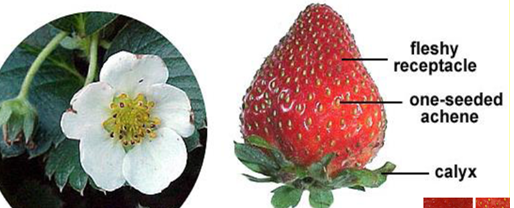 fleshy
receptacle
one-seeded
achene
calyx